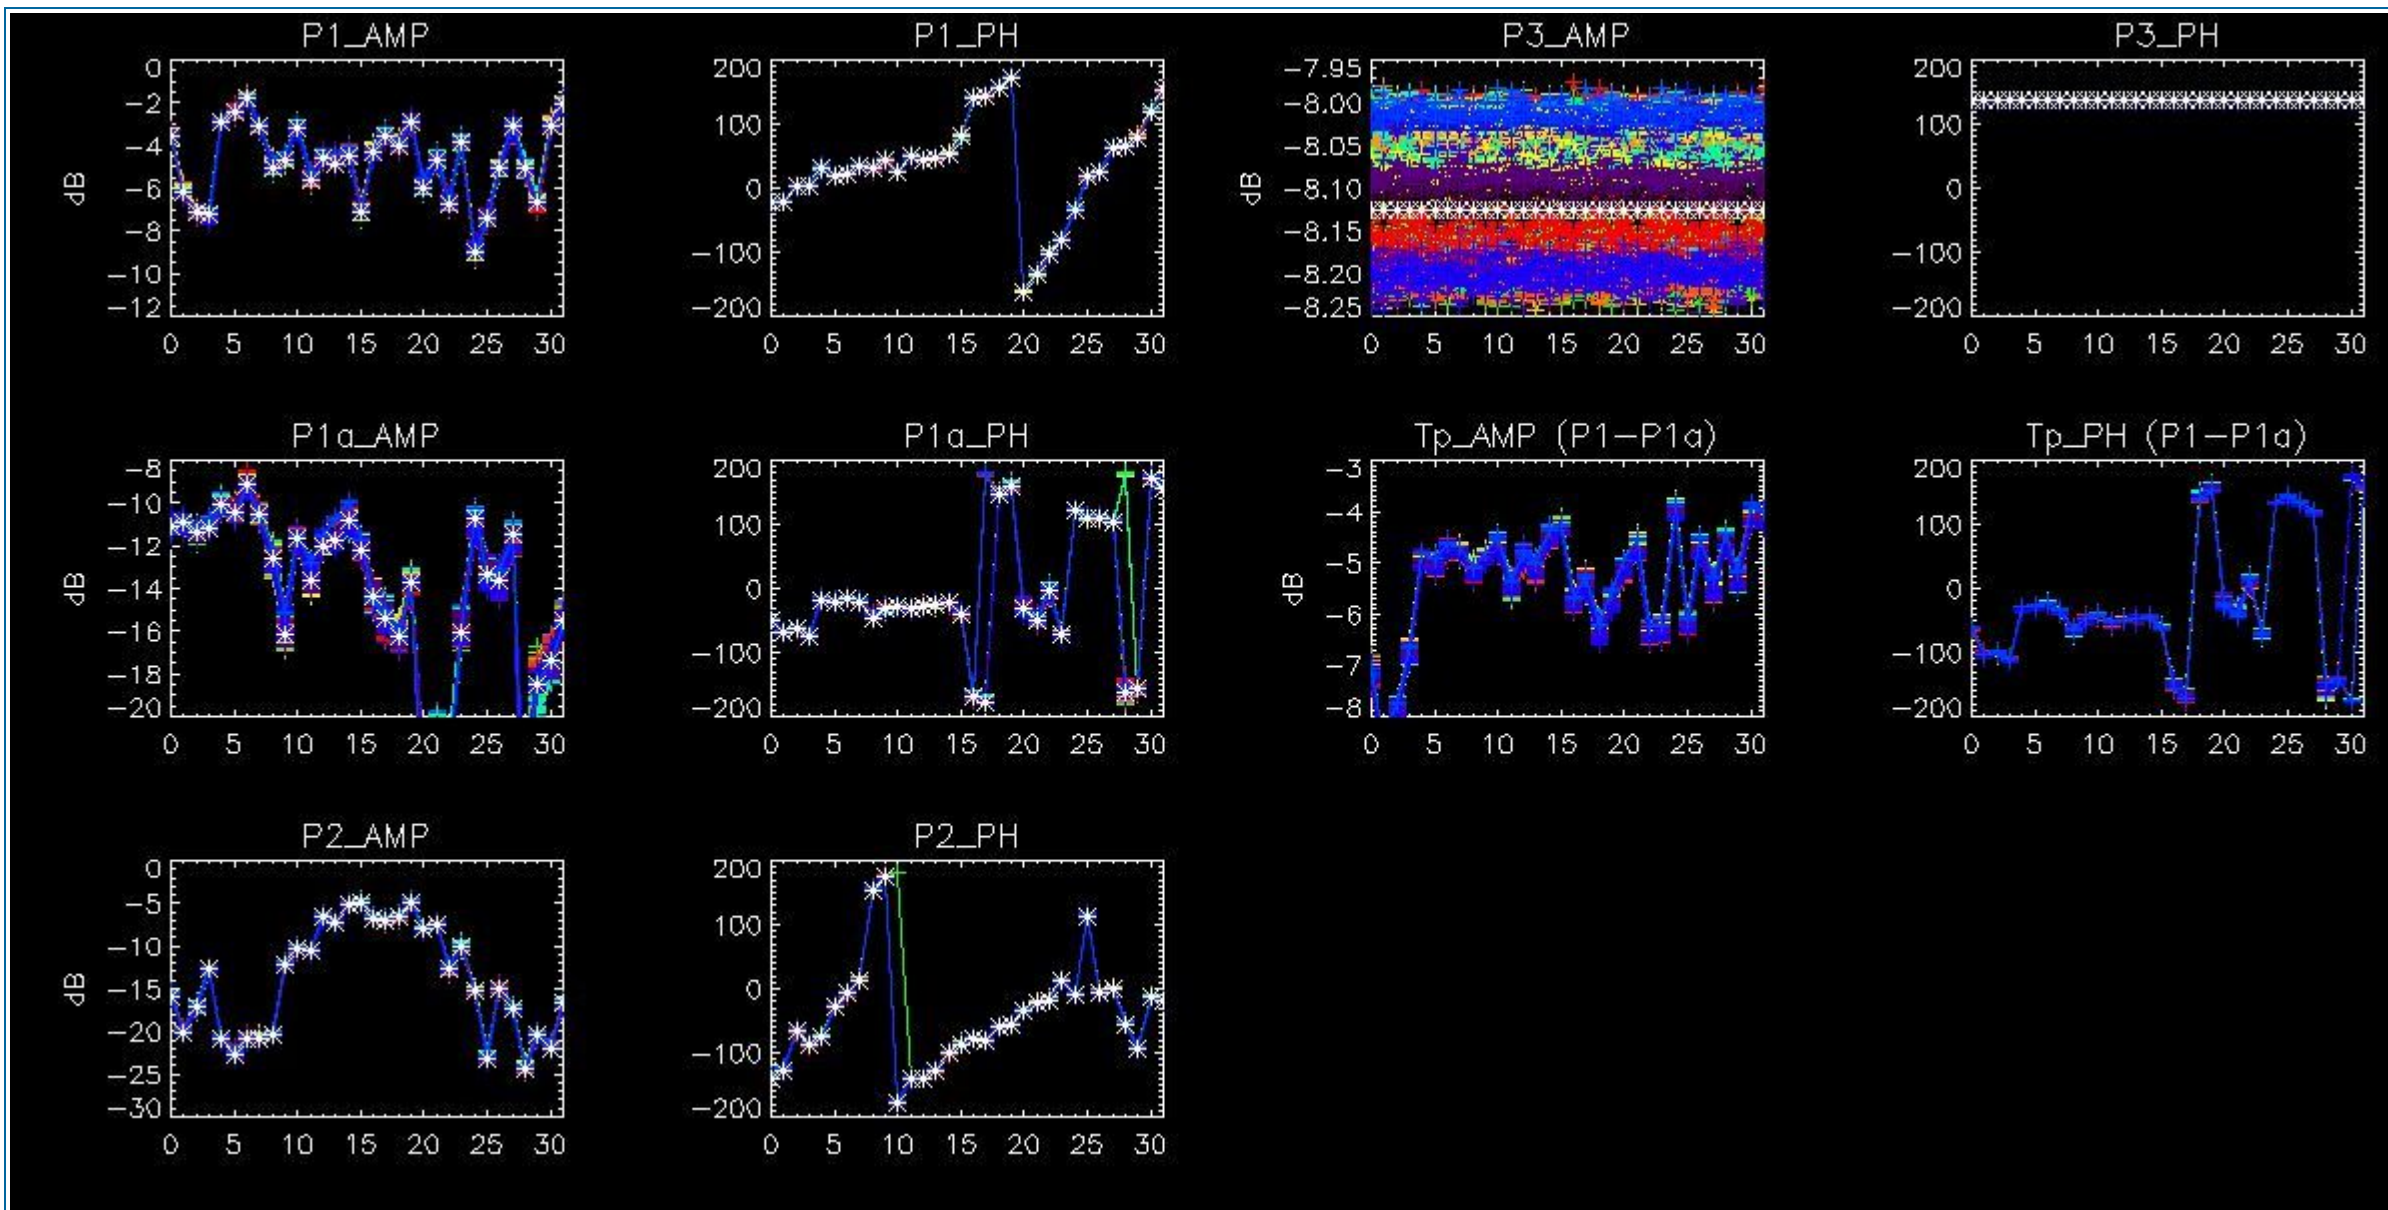 P1_AMP P1_PH P3_AMP P3_PH
0 200 -7.95 200
-2 100 -8.00 100
-4 0 -8.05 0
-6 -100 -8.10 -100
-8 -200 -8.15 -200
-10 -8.20
-12 -8.25
dB dB
0 5 10 15 20 25 30 0 5 10 15 20 25 30 0 5 10 15 20 25 30 0 5 10 15 20 25 30
P1a_AMP P1a_PH Tp_AMP (P1-P1a) Tp_PH (P1-P1a)
-8 200 -3 200
-10 100 -4 100
-12 0 -5 0
-14 -100 -6 -100
-16 -200 -7 -200
-18 -8
-20
dB dB
0 5 10 15 20 25 30 0 5 10 15 20 25 30 0 5 10 15 20 25 30 0 5 10 15 20 25 30
P2_AMP P2_PH
0 200
-5 100
-10 0
-15 -100
-20 -200
-25
-30
dB
0 5 10 15 20 25 30 0 5 10 15 20 25 30